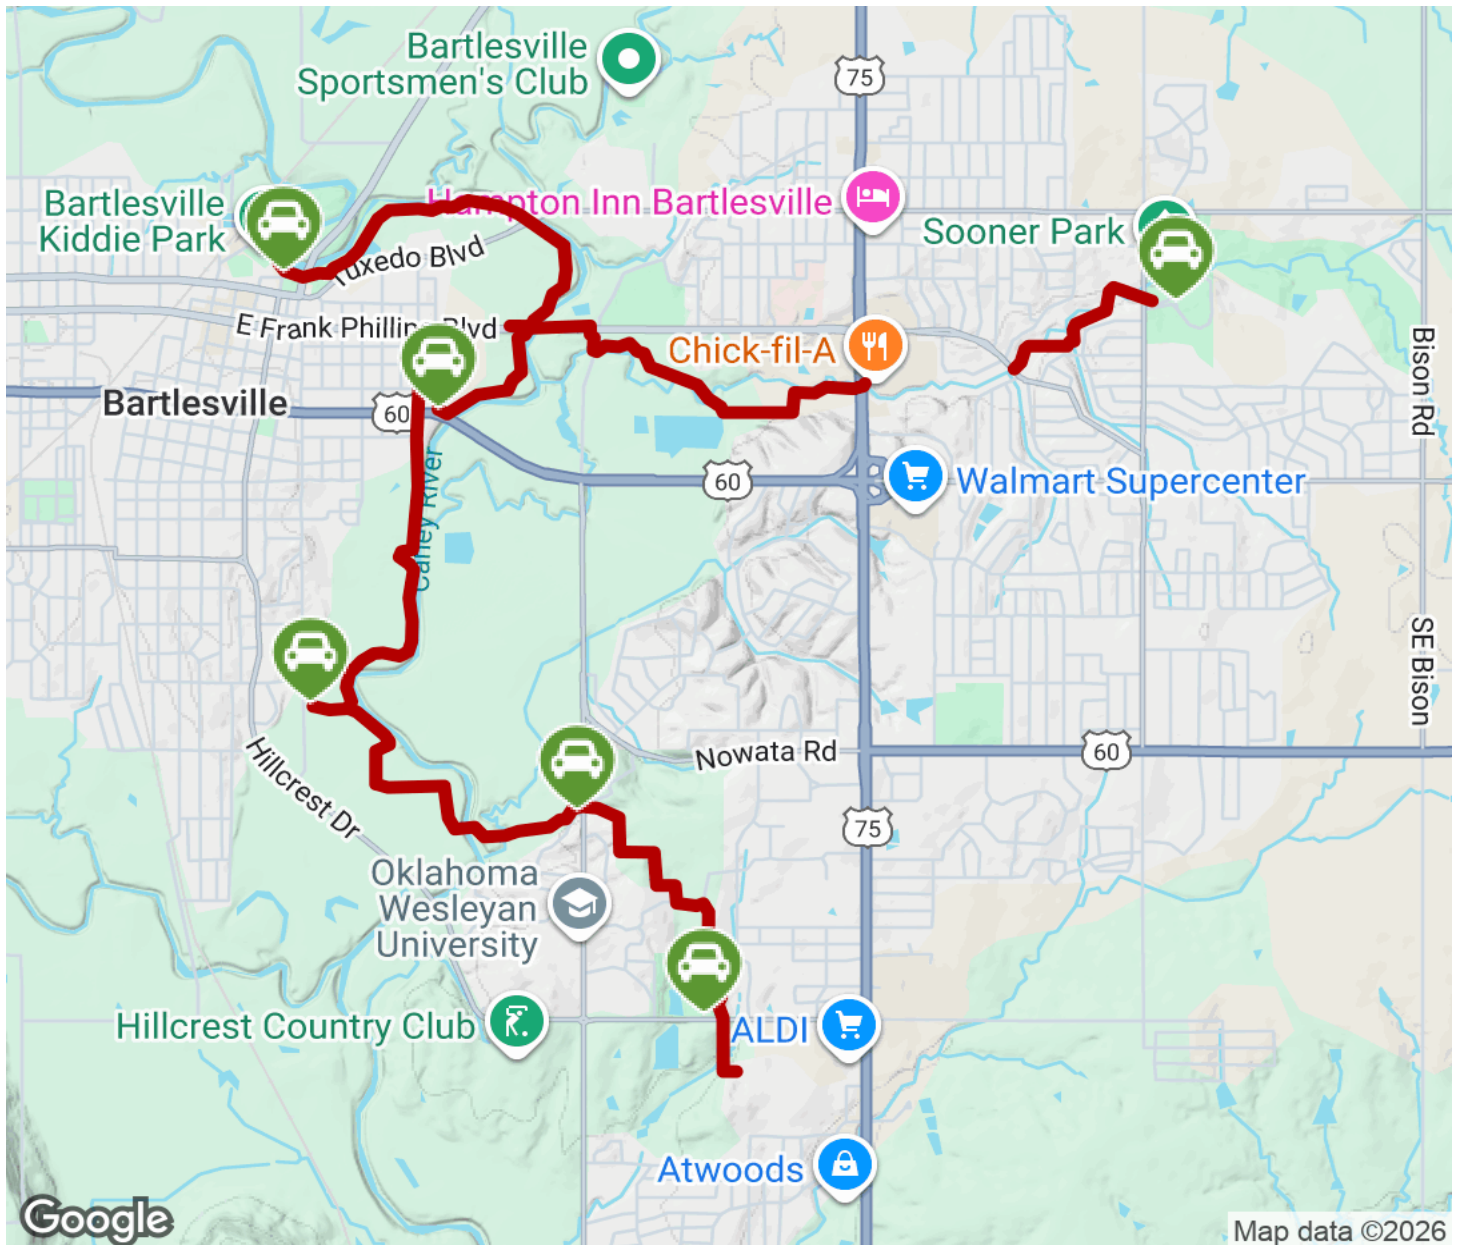 Bartlesville
Sportsmen's Club
75
Bartlesville
Kiddie Park
Hampton Inn Bartlesville
Sooner Park
Tuxedo Blvd
E Frank Phillips Blvd
Chick-fil-A
Bison Rd
Bartlesville
60
Caney River
60
Walmart Supercenter
SE Bison
Nowata Rd
60
Hillcrest Dr
75
Oklahoma
Wesleyan
University
Hillcrest Country Club
ALDI
Atwoods
Google
Map data ©2026